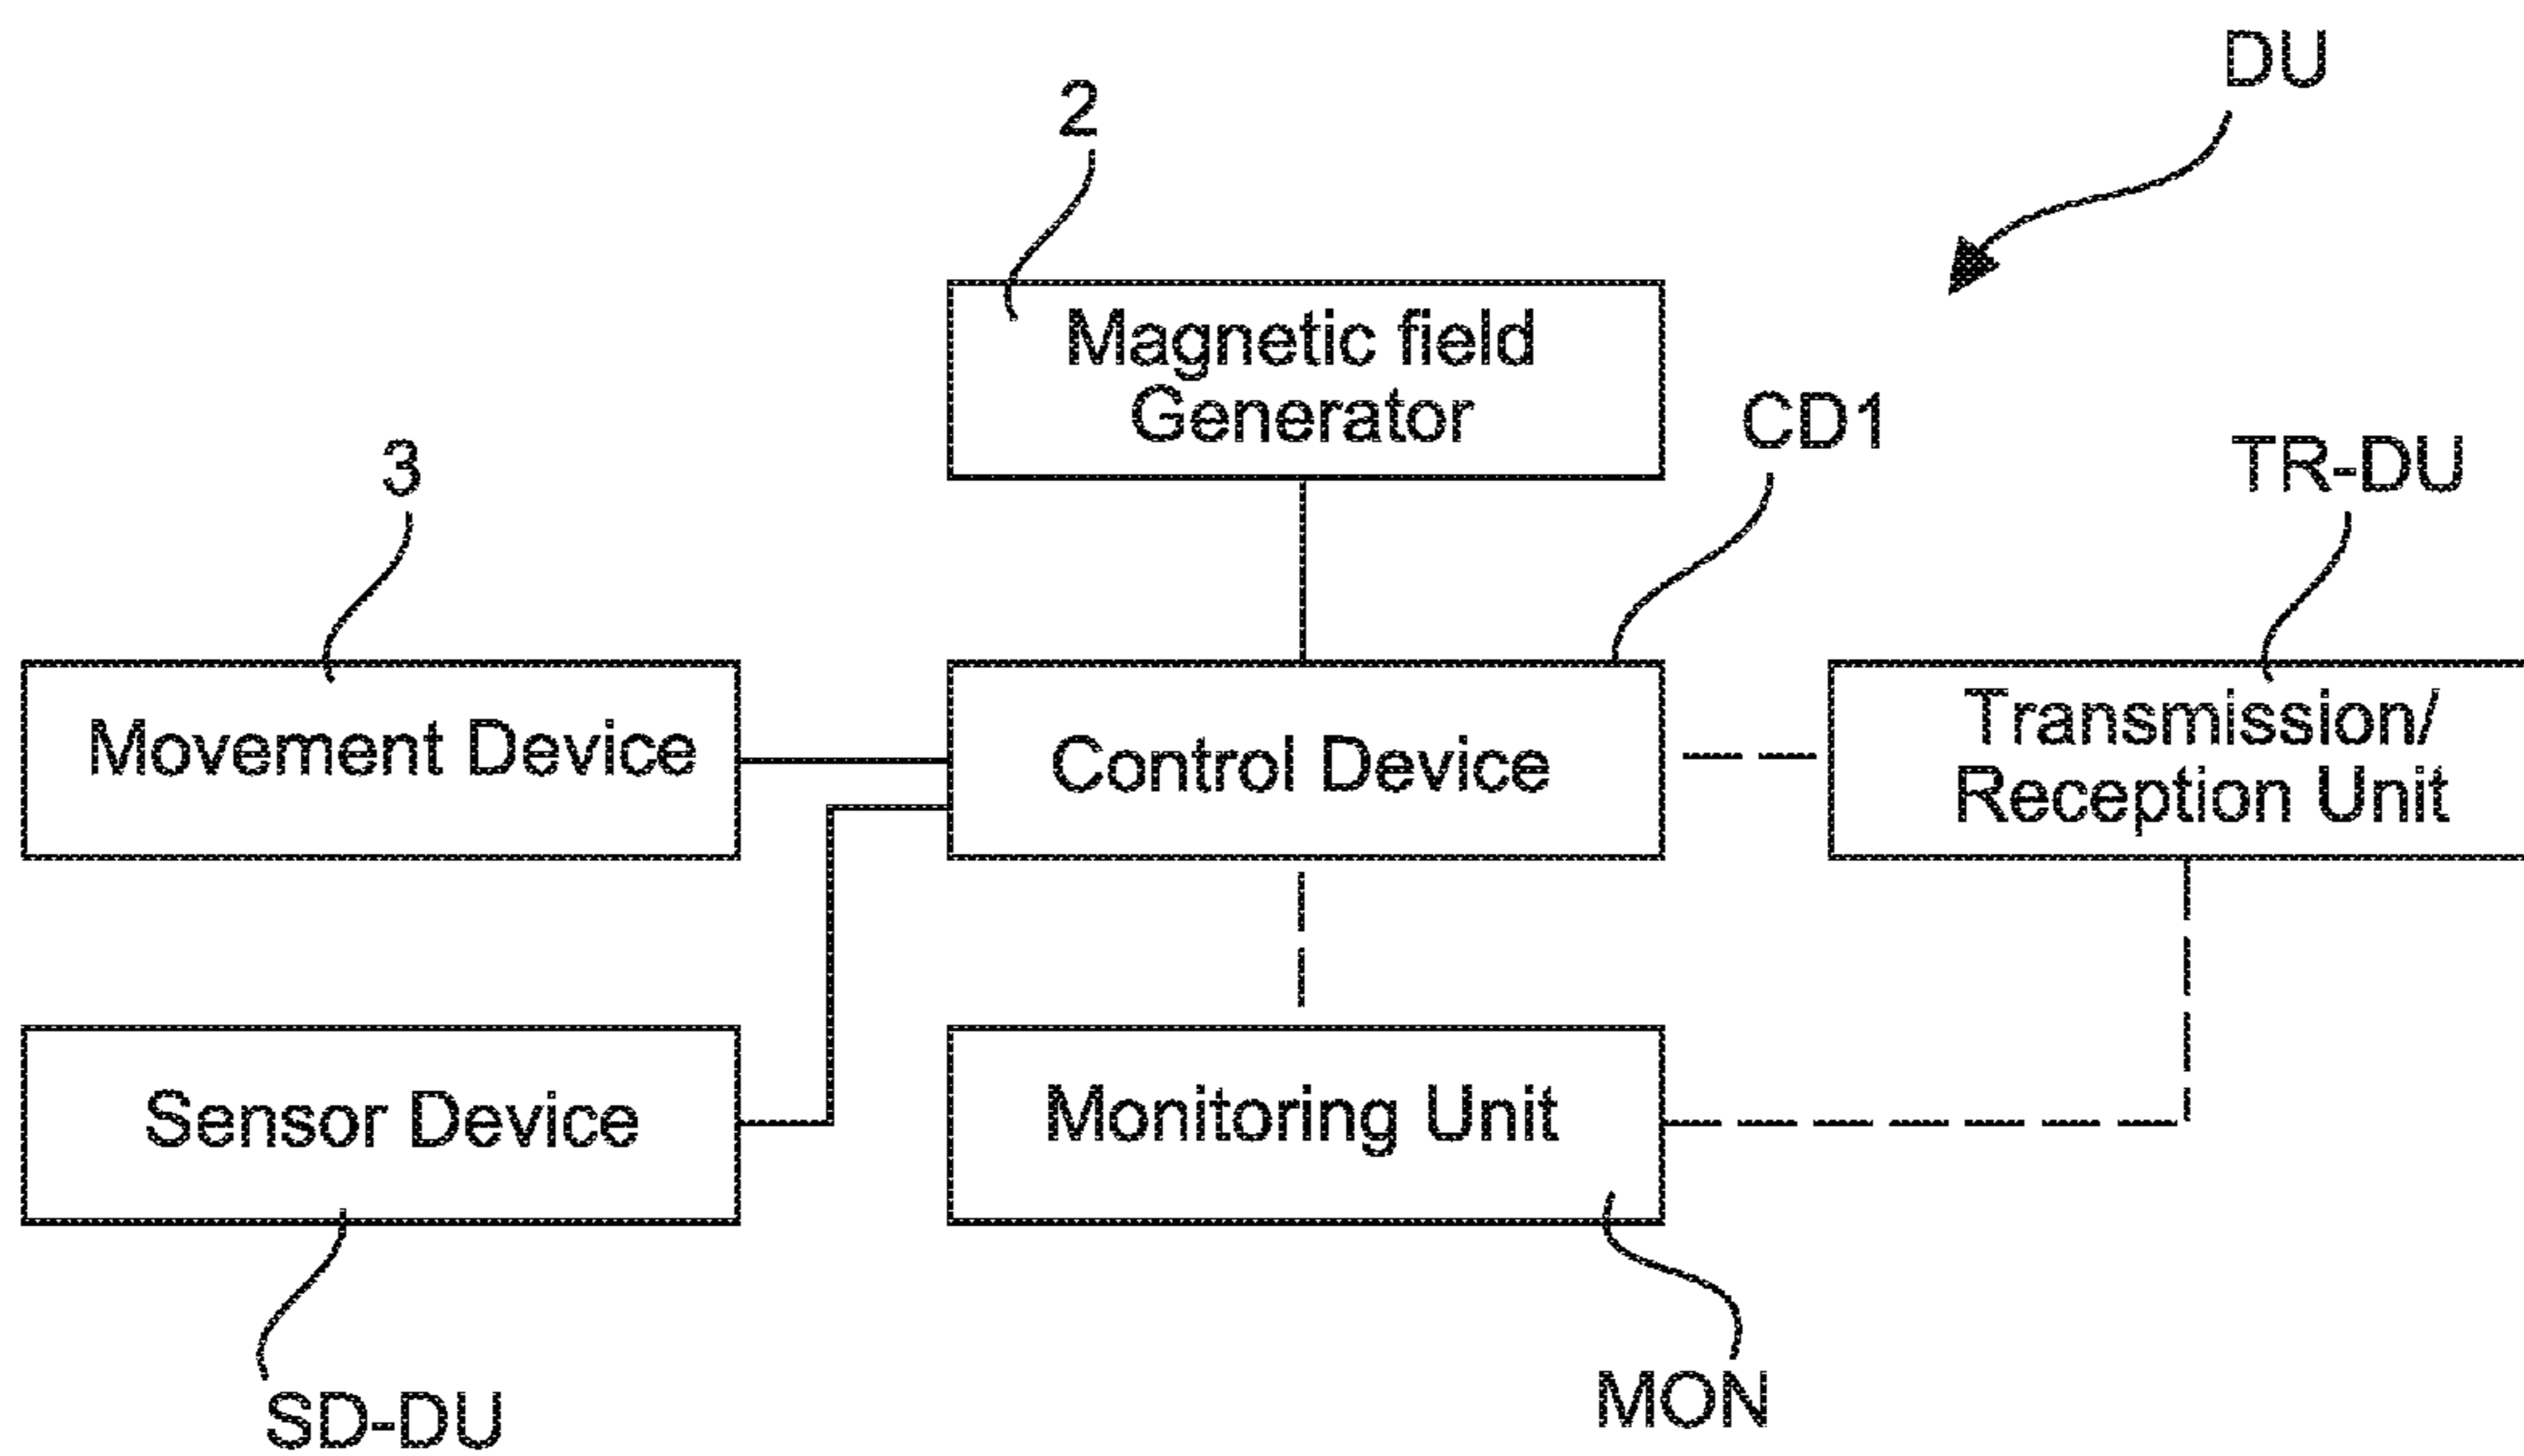 DU
2
Magnetic field
Generator
CD1
TR-DU
3
Movement Device
Control Device
Transmission/
Reception Unit
Sensor Device
Monitoring Unit
SD-DU
MON